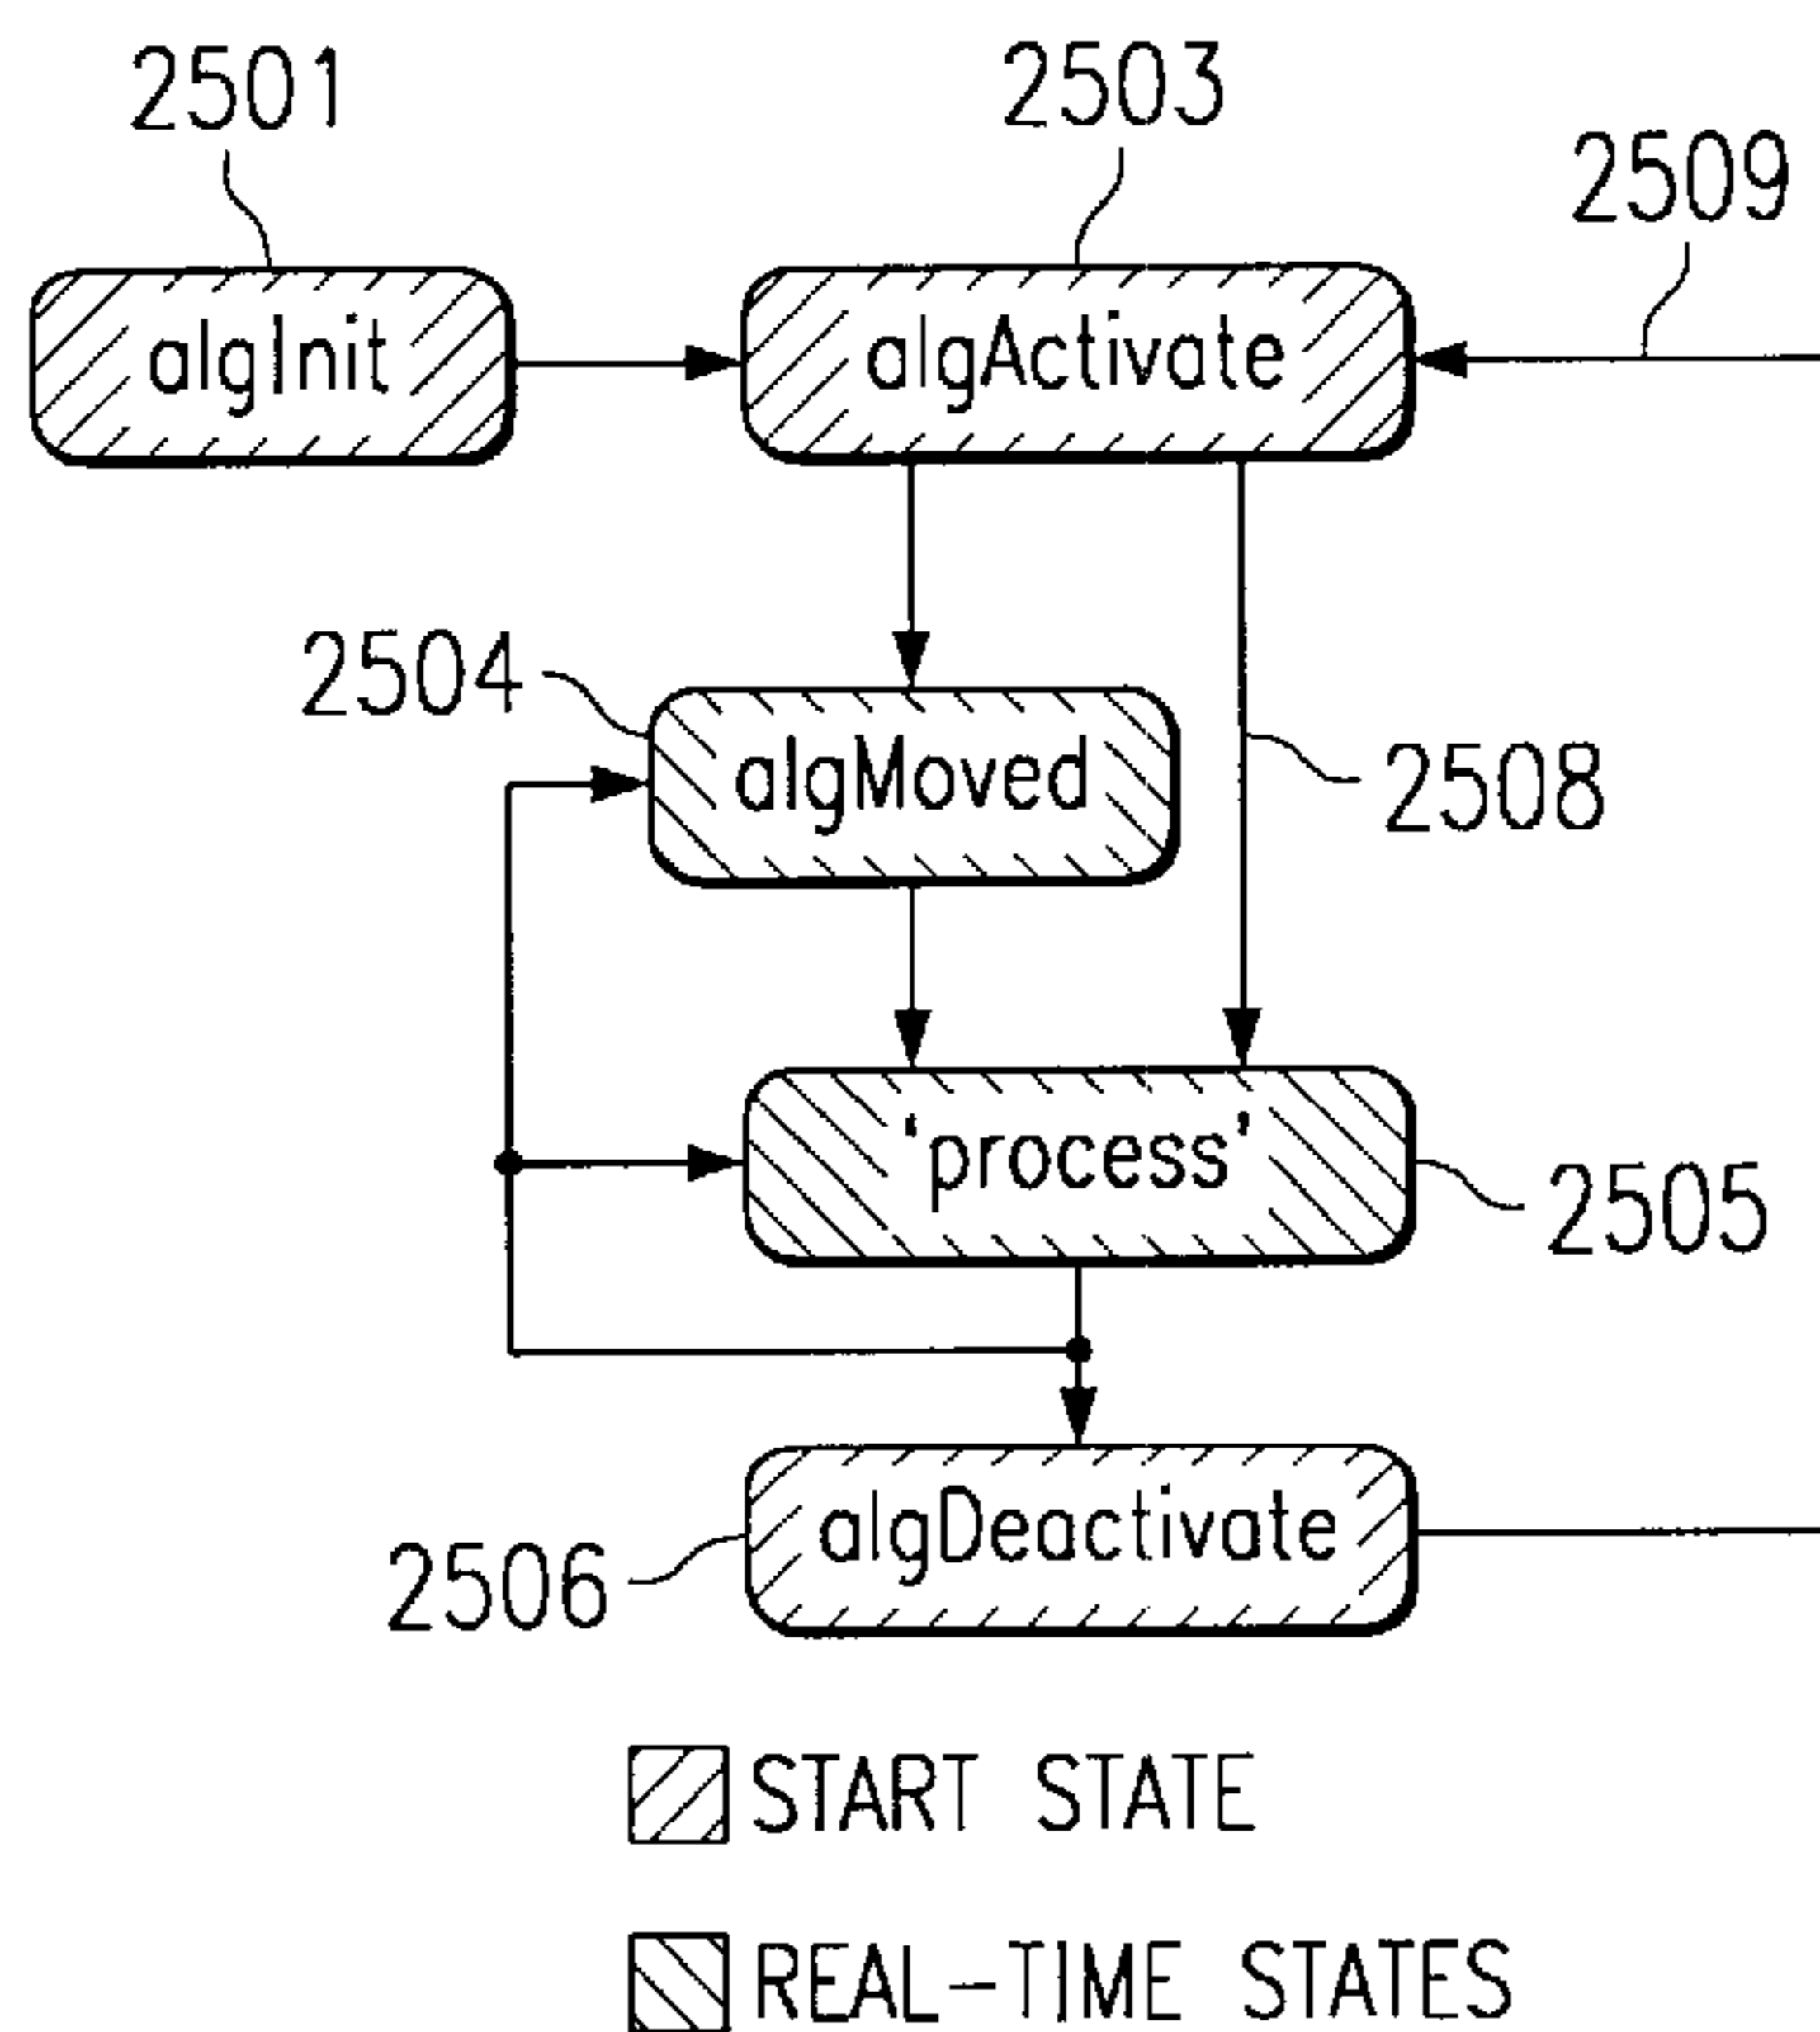 2501
2503
2509
algInit
algActivate
2504
algMoved
2508
'process'
2505
algDeactivate
2506
START STATE
REAL-TIME STATES